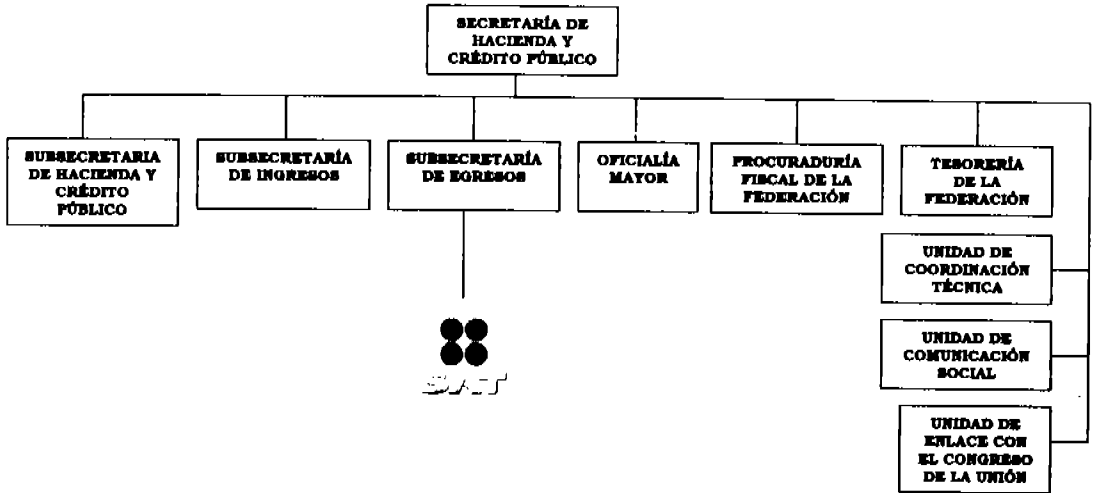 SECRETARÍA DE
HACIENDA Y
CRÉDITO PÚBLICO
SUBSECRETARIA
DE HACIENDA Y
CRÉDITO
PÚBLICO
SUBSECRETARÍA
DE INGRESOS
SUBSECRETARÍA
DE EGRESOS
OFICIALÍA
MAYOR
PROCURADURÍA
FISCAL DE LA
FEDERACIÓN
TESORERÍA
DE LA
FEDERACIÓN
UNIDAD DE
COORDINACIÓN
TÉCNICA
UNIDAD DE
COMUNICACIÓN
SOCIAL
UNIDAD DE
ENLACE CON
EL CONGRESO
DE LA UNIÓN
SAT